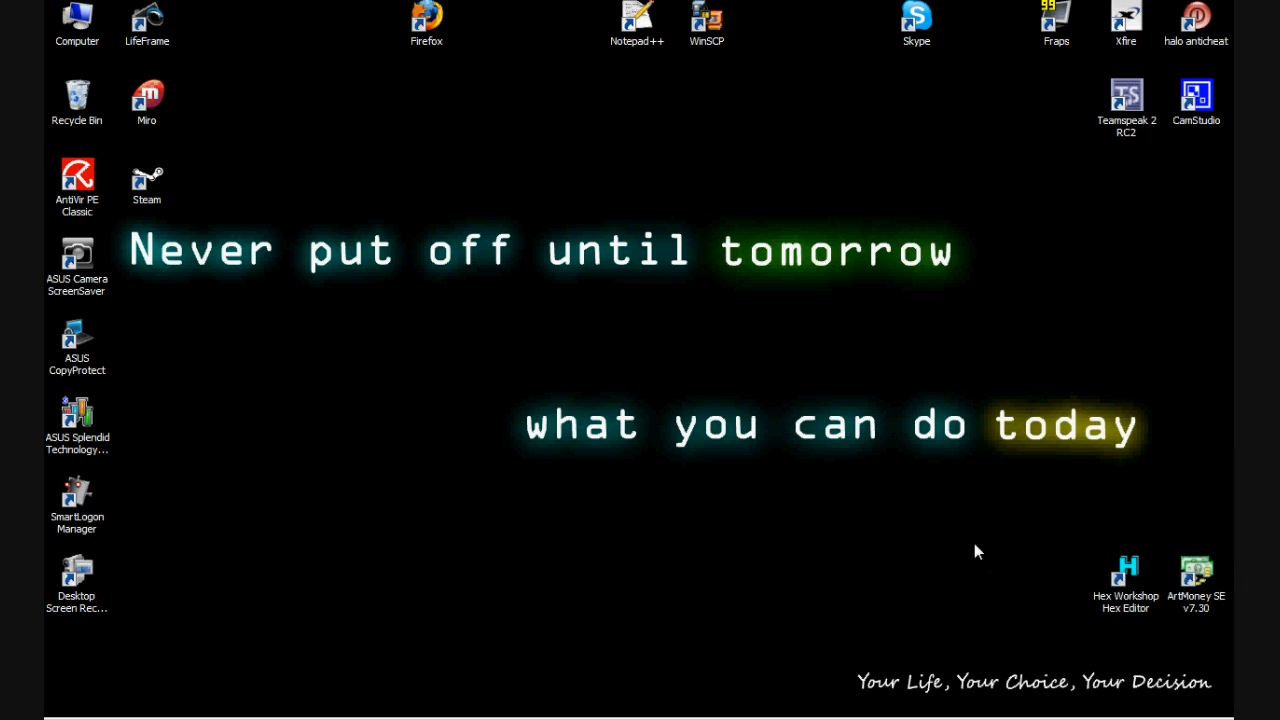 Computer
LifeFrame
Firefox
Notepad++
WinSCP
Skype
99
Fraps
Xfire
halo anticheat
Recycle Bin
Miro
TS
Teamspeak 2
RC2
CamStudio
AntiVir PE
Classic
Steam
Never put off until tomorrow
ASUS Camera
ScreenSaver
ASUS
CopyProtect
what you can do today
ASUS Splendid
Technology...
SmartLogon
Manager
Desktop
Screen Rec...
H
Hex Workshop
Hex Editor
ArtMoney SE
v7.30
Your Life, Your Choice, Your Decision